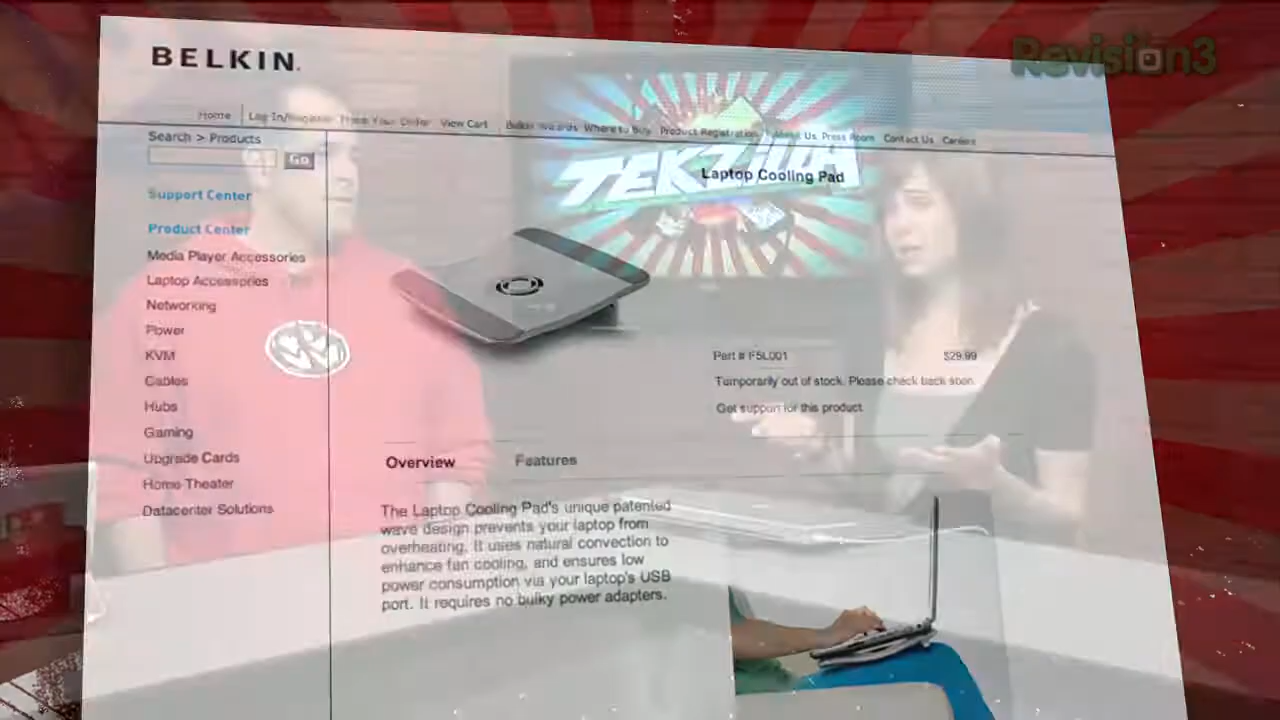 BELKIN.
Revision3
Home Log In/Register Track Your Order View Cart Belkin Rewards Where to Buy Product Registration About Us Press Room Contact Us Careers
Search > Products
Go
TEKZILLA
Laptop Cooling Pad
Support Center
Product Center
Media Player Accessories
Laptop Accessories
Networking
Power
KVM
Cables
Hubs
Gaming
Upgrade Cards
Home Theater
Datacenter Solutions
Part # F5L001 $29.99
Temporarily out of stock. Please check back soon.
Get support for this product
Overview Features
The Laptop Cooling Pad's unique patented
wave design prevents your laptop from
overheating. It uses natural convection to
enhance fan cooling, and ensures low
power consumption via your laptop's USB
port. It requires no bulky power adapters.